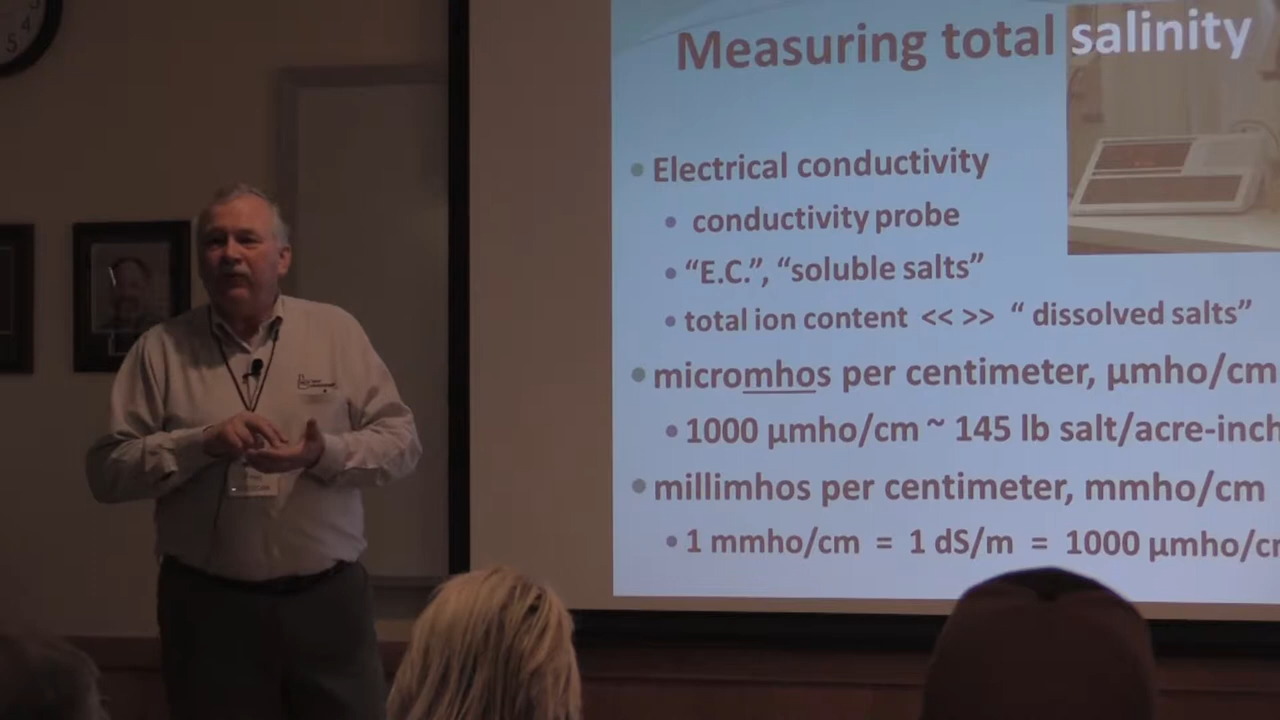 Measuring total salinity
• Electrical conductivity
• conductivity probe
• “E.C.”, “soluble salts”
• total ion content << >> “ dissolved salts”
• micromhos per centimeter, µmho/cm
• 1000 µmho/cm ~ 145 lb salt/acre-inch
• millimhos per centimeter, mmho/cm
• 1 mmho/cm = 1 dS/m = 1000 µmho/cm
4
5